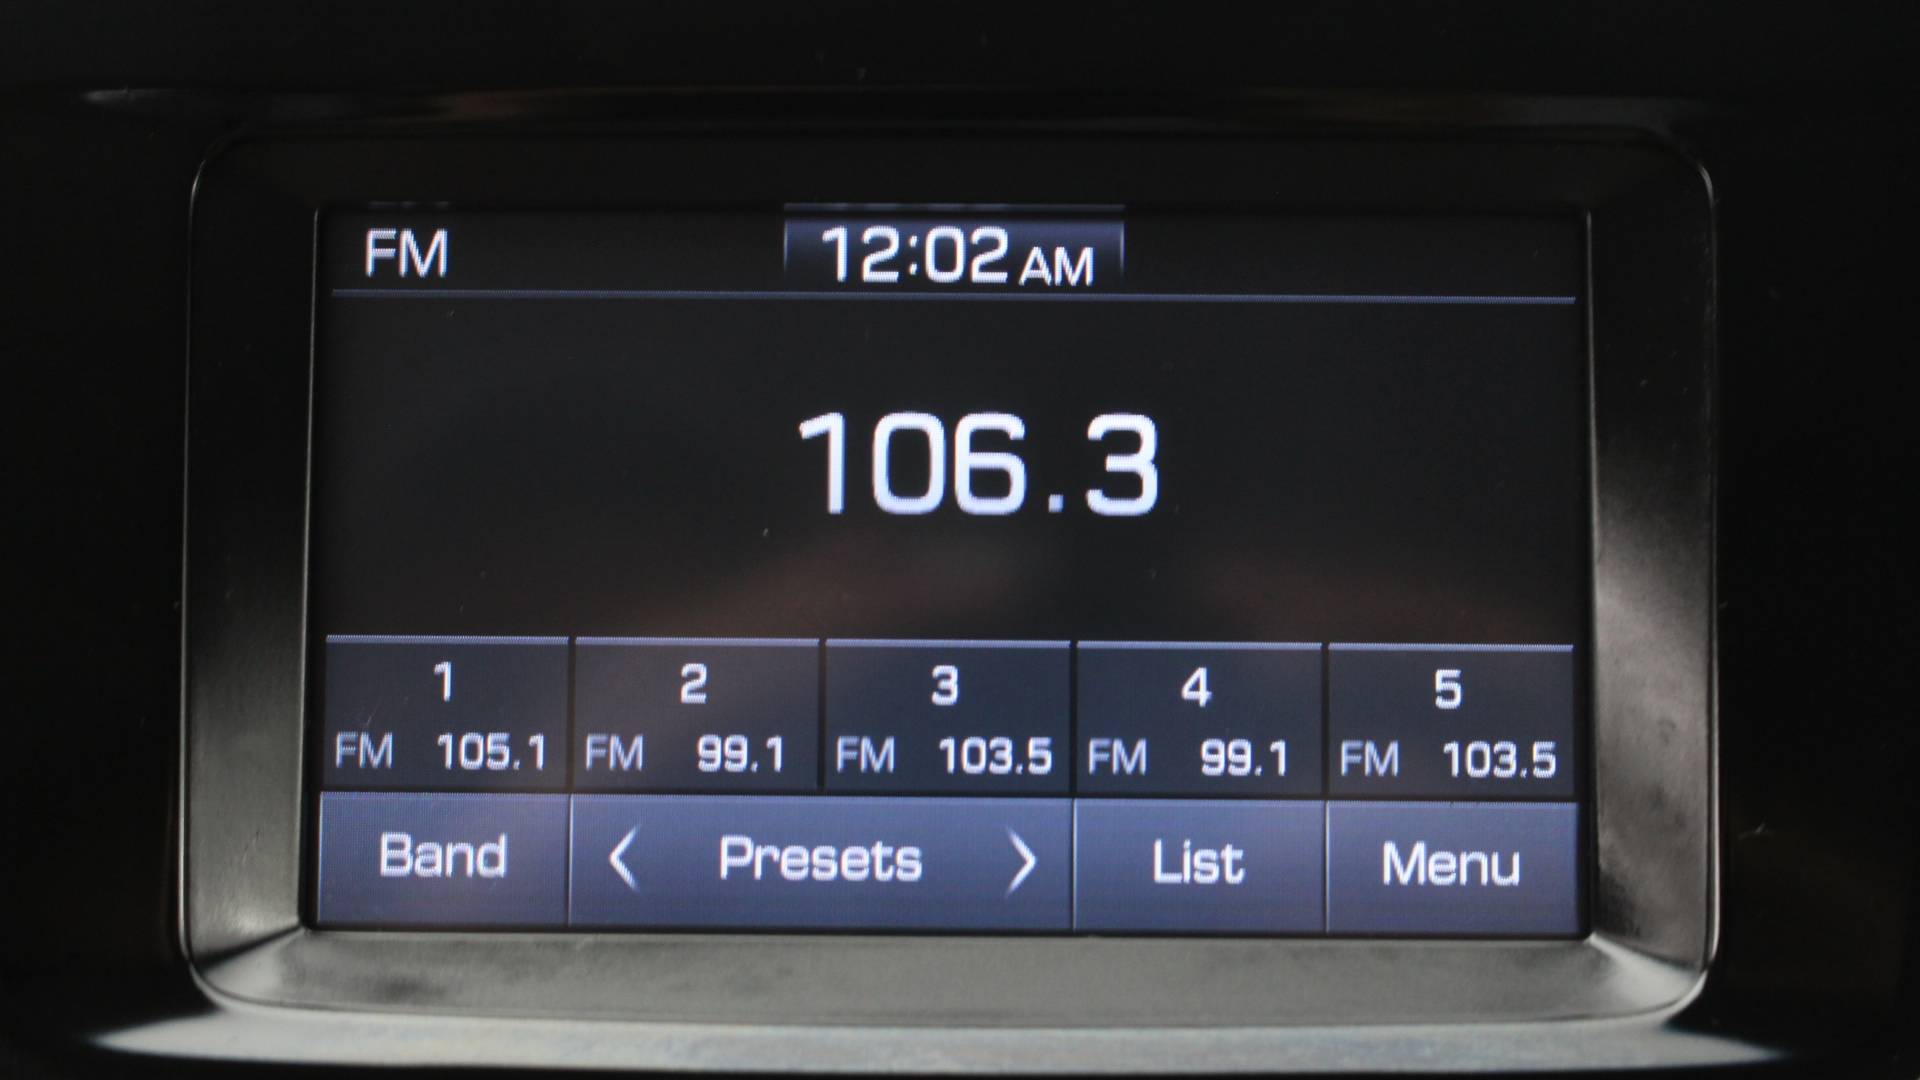 FM 12:02 AM
106.3
1 2 3 4 5
FM 105.1 FM 99.1 FM 103.5 FM 99.1 FM 103.5
Band < Presets > List Menu